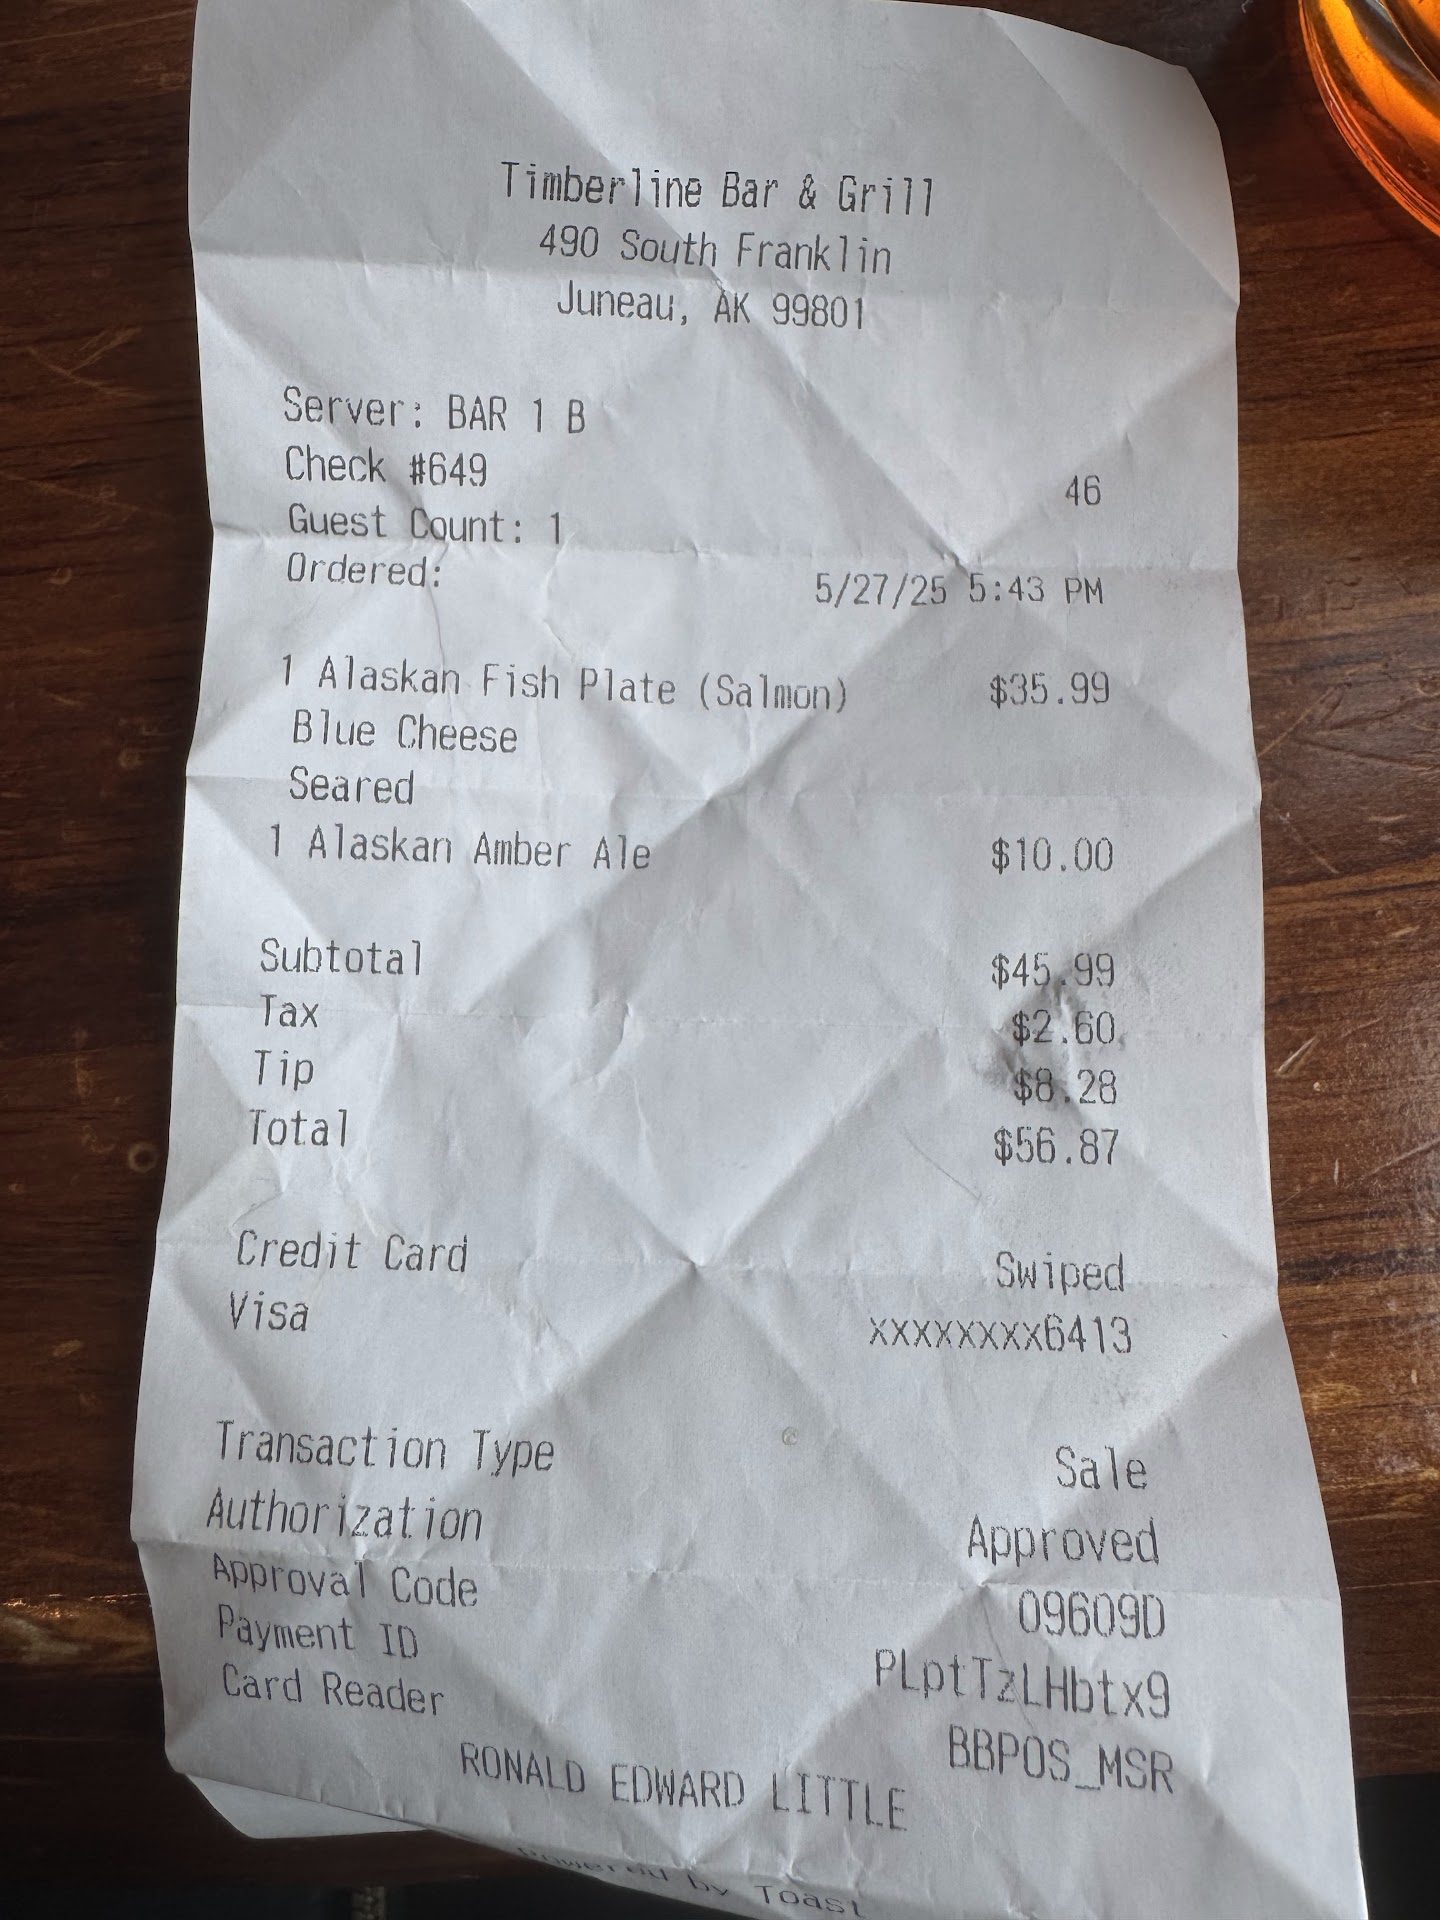 Timberline Bar & Grill
490 South Franklin
Juneau, AK 99801
Server: BAR 1 B
Check #649 46
Guest Count: 1
Ordered: 5/27/25 5:43 PM
1 Alaskan Fish Plate (Salmon) $35.99
Blue Cheese
Seared
1 Alaskan Amber Ale $10.00
Subtotal $45.99
Tax $2.60
Tip $8.28
Total $56.87
Credit Card Swiped
Visa xxxxxxxx6413
Transaction Type Sale
Authorization Approved
Approval Code 09609D
Payment ID PLptTzLHbtx9
Card Reader BBPOS_MSR
RONALD EDWARD LITTLE
Powered by Toast